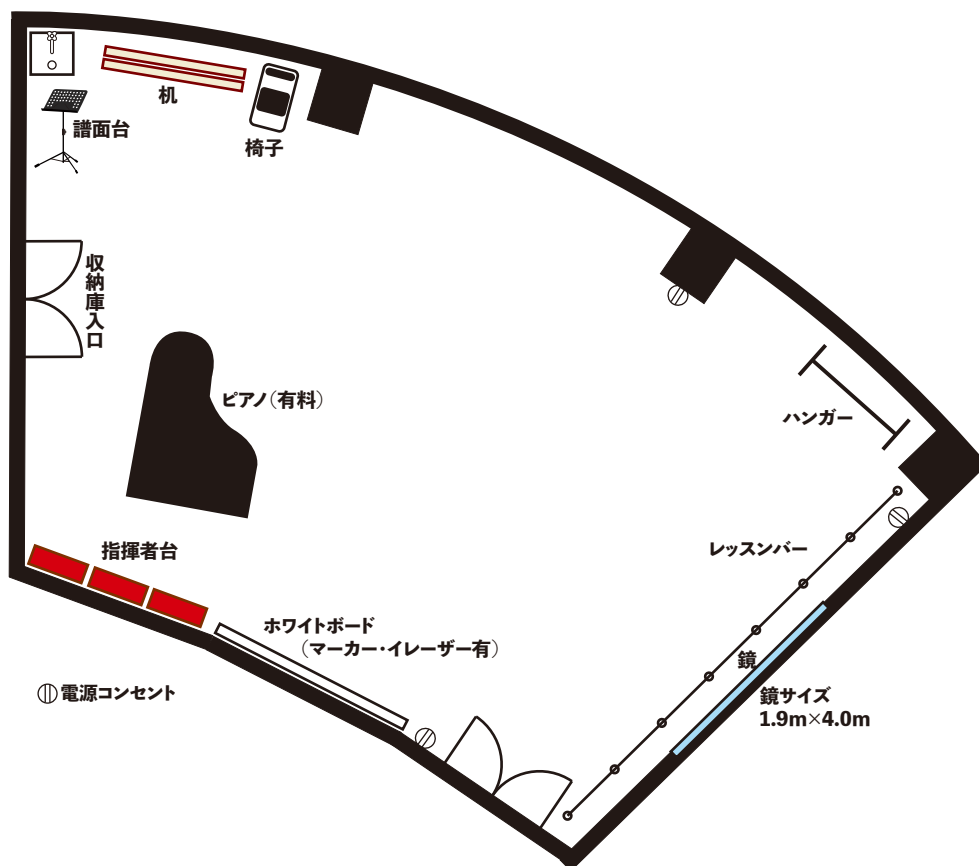 机
譜面台
椅子
収納庫入口
ピアノ（有料）
ハンガー
指揮者台
レッスンバー
ホワイトボード
（マーカー・イレーザー有）
鏡
電源コンセント
鏡サイズ
1.9m×4.0m